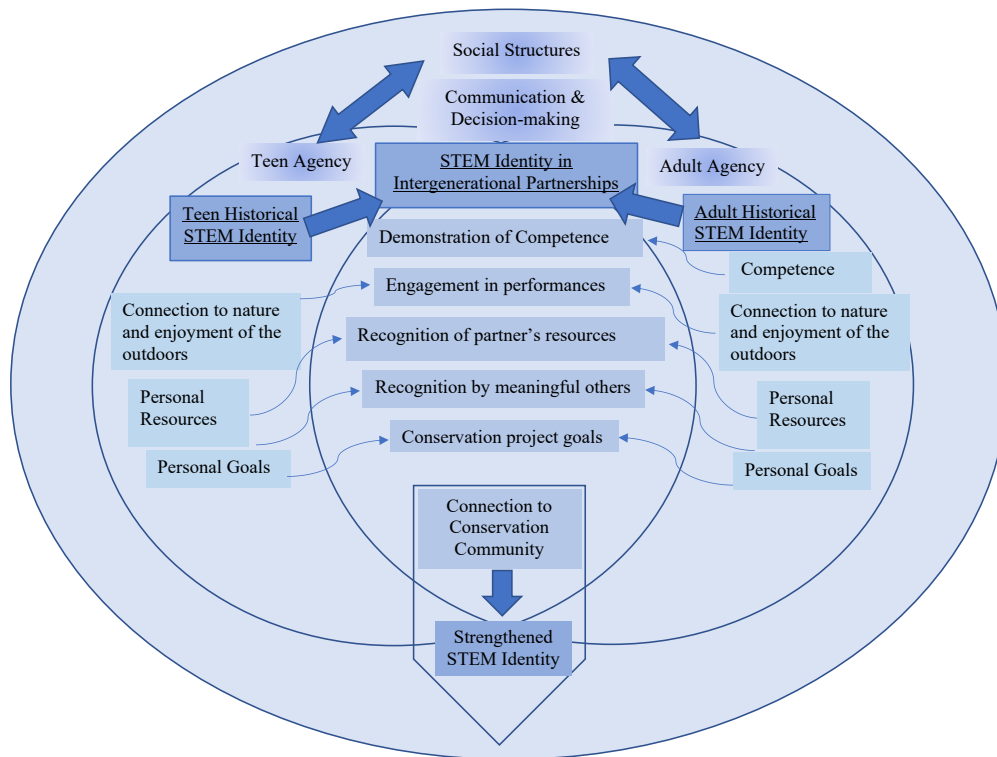 Social Structures
Communication &
Decision-making
Teen Agency
STEM Identity in
Intergenerational Partnerships
Adult Agency
Teen Historical
STEM Identity
Adult Historical
STEM Identity
Demonstration of Competence
Competence
Engagement in performances
Connection to nature
and enjoyment of the
outdoors
Connection to nature
and enjoyment of the
outdoors
Recognition of partner's resources
Recognition by meaningful others
Personal
Resources
Personal
Resources
Conservation project goals
Personal Goals
Personal Goals
Connection to
Conservation
Community
Strengthened
STEM Identity